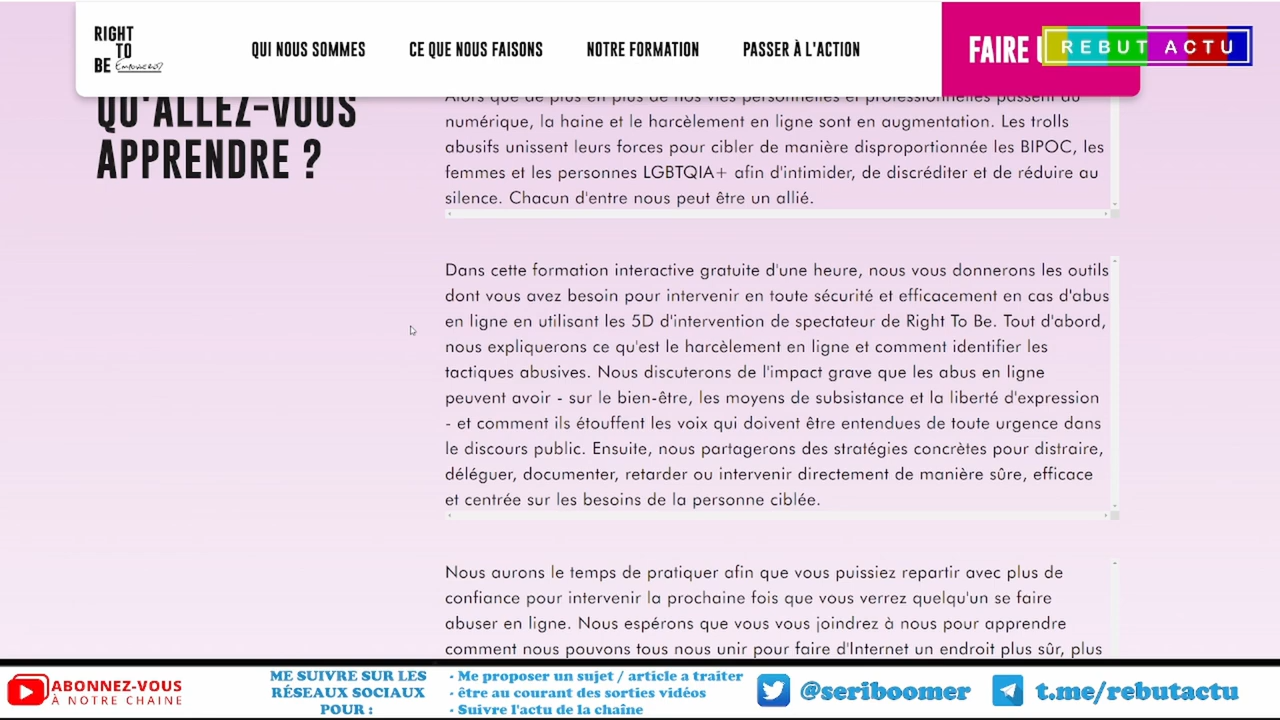 RIGHT
TO
BE
QUI NOUS SOMMES
CE QUE NOUS FAISONS
NOTRE FORMATION
PASSER À L'ACTION
FAIRE
REBUT ACTU
QU'ALLEZ-VOUS
APPRENDRE ?
Alors que de plus en plus de nos vies personnelles et professionnelles passent au
numérique, la haine et le harcèlement en ligne sont en augmentation. Les trolls
abusifs unissent leurs forces pour cibler de manière disproportionnée les BIPOC, les
femmes et les personnes LGBTQIA+ afin d'intimider, de discréditer et de réduire au
silence. Chacun d'entre nous peut être un allié.
Dans cette formation interactive gratuite d'une heure, nous vous donnerons les outils
dont vous avez besoin pour intervenir en toute sécurité et efficacement en cas d'abus
en ligne en utilisant les 5D d'intervention de spectateur de Right To Be. Tout d'abord,
nous expliquerons ce qu'est le harcèlement en ligne et comment identifier les
tactiques abusives. Nous discuterons de l'impact grave que les abus en ligne
peuvent avoir - sur le bien-être, les moyens de subsistance et la liberté d'expression
- et comment ils étouffent les voix qui doivent être entendues de toute urgence dans
le discours public. Ensuite, nous partagerons des stratégies concrètes pour distraire,
déléguer, documenter, retarder ou intervenir directement de manière sûre, efficace
et centrée sur les besoins de la personne ciblée.
Nous aurons le temps de pratiquer afin que vous puissiez repartir avec plus de
confiance pour intervenir la prochaine fois que vous verrez quelqu'un se faire
abuser en ligne. Nous espérons que vous vous joindrez à nous pour apprendre
comment nous pouvons tous nous unir pour faire d'Internet un endroit plus sûr, plus
ABONNEZ-VOUS
À NOTRE CHAINE
ME SUIVRE SUR LES
RÉSEAUX SOCIAUX
POUR :
- Me proposer un sujet / article a traiter
- être au courant des sorties vidéos
- Suivre l'actu de la chaîne
@seriboomer
t.me/rebutactu